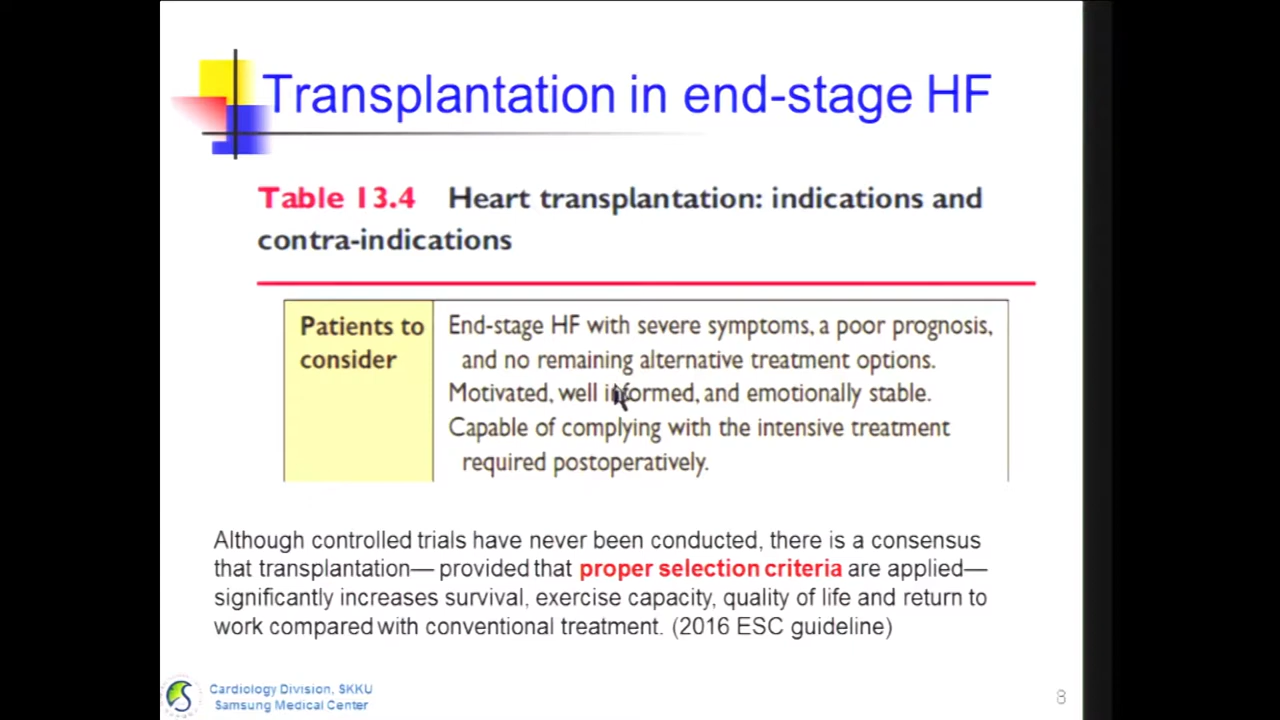 Transplantation in end-stage HF
Table 13.4 Heart transplantation: indications and
contra-indications
Patients to
consider
End-stage HF with severe symptoms, a poor prognosis,
and no remaining alternative treatment options.
Motivated, well informed, and emotionally stable.
Capable of complying with the intensive treatment
required postoperatively.
Although controlled trials have never been conducted, there is a consensus
that transplantation— provided that proper selection criteria are applied—
significantly increases survival, exercise capacity, quality of life and return to
work compared with conventional treatment. (2016 ESC guideline)
Cardiology Division, SKKU
Samsung Medical Center
8